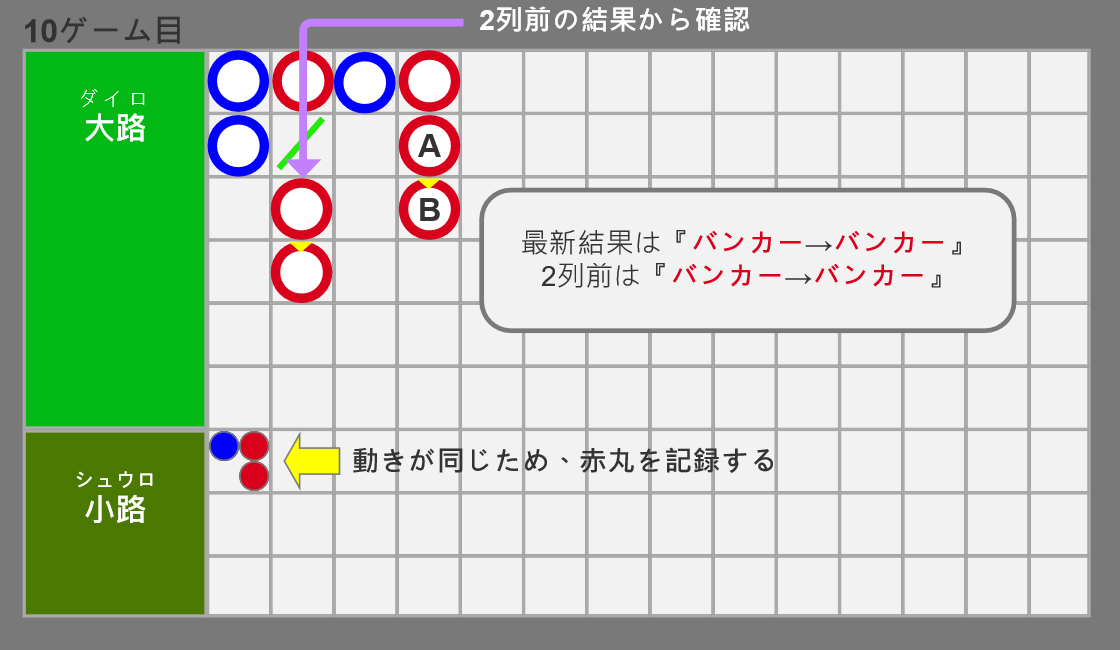 10ゲーム目
2列前の結果から確認
ダイロ
大路
A
B
最新結果は『バンカー→バンカー』
2列前は『バンカー→バンカー』
シュウロ
小路
動きが同じため、赤丸を記録する